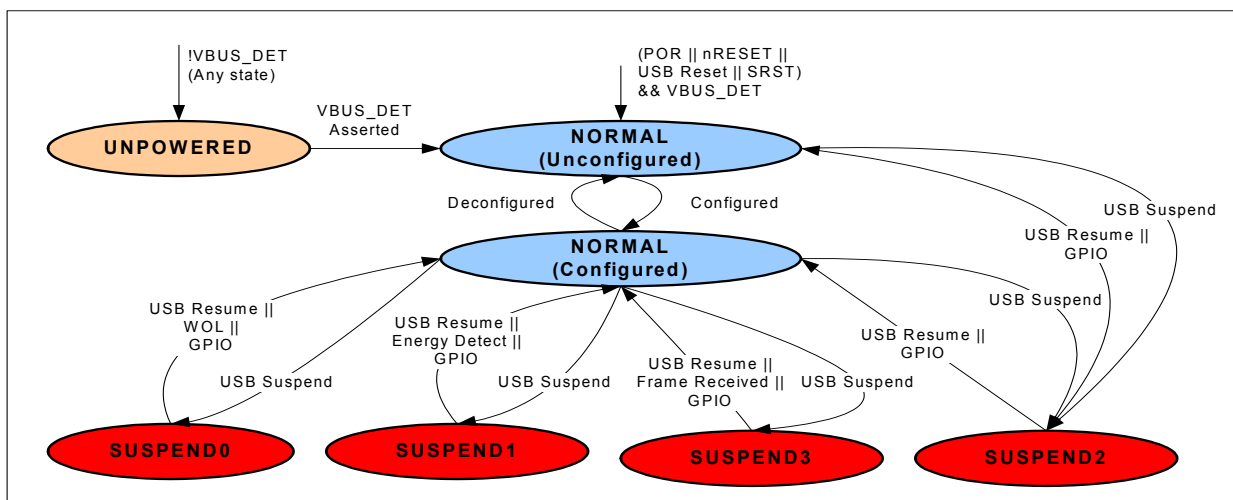 !VBUS_DET
(Any state)
(POR || nRESET ||
USB Reset || SRST)
&& VBUS_DET
VBUS_DET
Asserted
UNPOWERED
NORMAL
(Unconfigured)
Deconfigured
Configured
USB Suspend
USB Resume ||
GPIO
NORMAL
(Configured)
USB Resume ||
WOL ||
GPIO
USB Suspend
USB Resume ||
Energy Detect ||
GPIO
USB Suspend
USB Resume ||
Frame Received ||
GPIO
USB Suspend
USB Resume ||
GPIO
USB Suspend
SUSPEND0
SUSPEND1
SUSPEND3
SUSPEND2